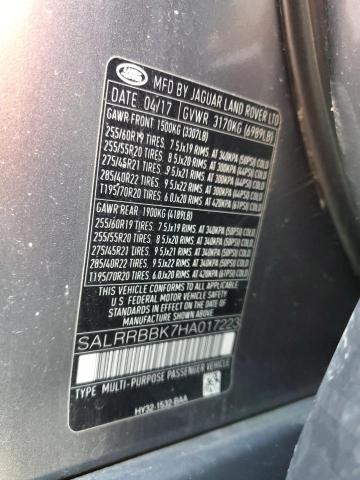 LAND ROVER
MFD BY JAGUAR LAND ROVER LTD
DATE 04/17 GVWR 3170KG (6989LB)
GAWR FRONT 1500KG (3307LB)
255/60R19 TIRES, 7.5Jx19 RIMS AT 340KPA (50PSI) COLD
255/55R20 TIRES, 8.5Jx20 RIMS AT 340KPA (50PSI) COLD
275/45R21 TIRES, 9.5Jx21 RIMS AT 300KPA COLD
285/40R22 TIRES, 9.5Jx22 RIMS AT COLD
T195/70R20 TIRES, 6.0Jx20 RIMS AT 420KPA (61PSI) COLD
GAWR REAR 1900KG (4189LB)
255/60R19 TIRES, 7.5Jx19 RIMS AT 340KPA (50PSI) COLD
255/55R20 TIRES, 8.5Jx20 RIMS AT 340KPA (50PSI) COLD
275/45R21 TIRES, 9.5Jx21 RIMS AT 340KPA (50PSI) COLD
285/40R22 TIRES, 9.5Jx22 RIMS AT 340KPA (50PSI) COLD
T195/70R20 TIRES, 6.0Jx20 RIMS AT 420KPA (61PSI) COLD
THIS VEHICLE CONFORMS TO ALL APPLICABLE
U.S. FEDERAL MOTOR VEHICLE SAFETY
STANDARDS IN EFFECT ON THE DATE OF
MANUFACTURE SHOWN ABOVE.
SALRRBBK7HA017223
TYPE: MULTI-PURPOSE PASSENGER VEHICLE
HY32-1532-BAA